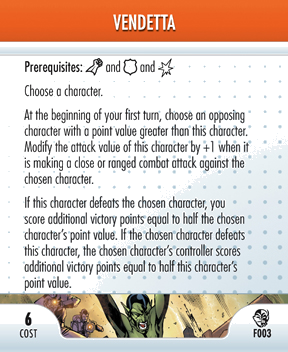 VENDETTA
Prerequisites: and and
Choose a character.
At the beginning of your first turn, choose an opposing
character with a point value greater than this character.
Modify the attack value of this character by +1 when it
is making a close or ranged combat attack against the
chosen character.
If this character defeats the chosen character, you
score additional victory points equal to half the chosen
character's point value. If the chosen character defeats
this character, the chosen character's controller scores
additional victory points equal to half this character's
point value.
6
COST
F003